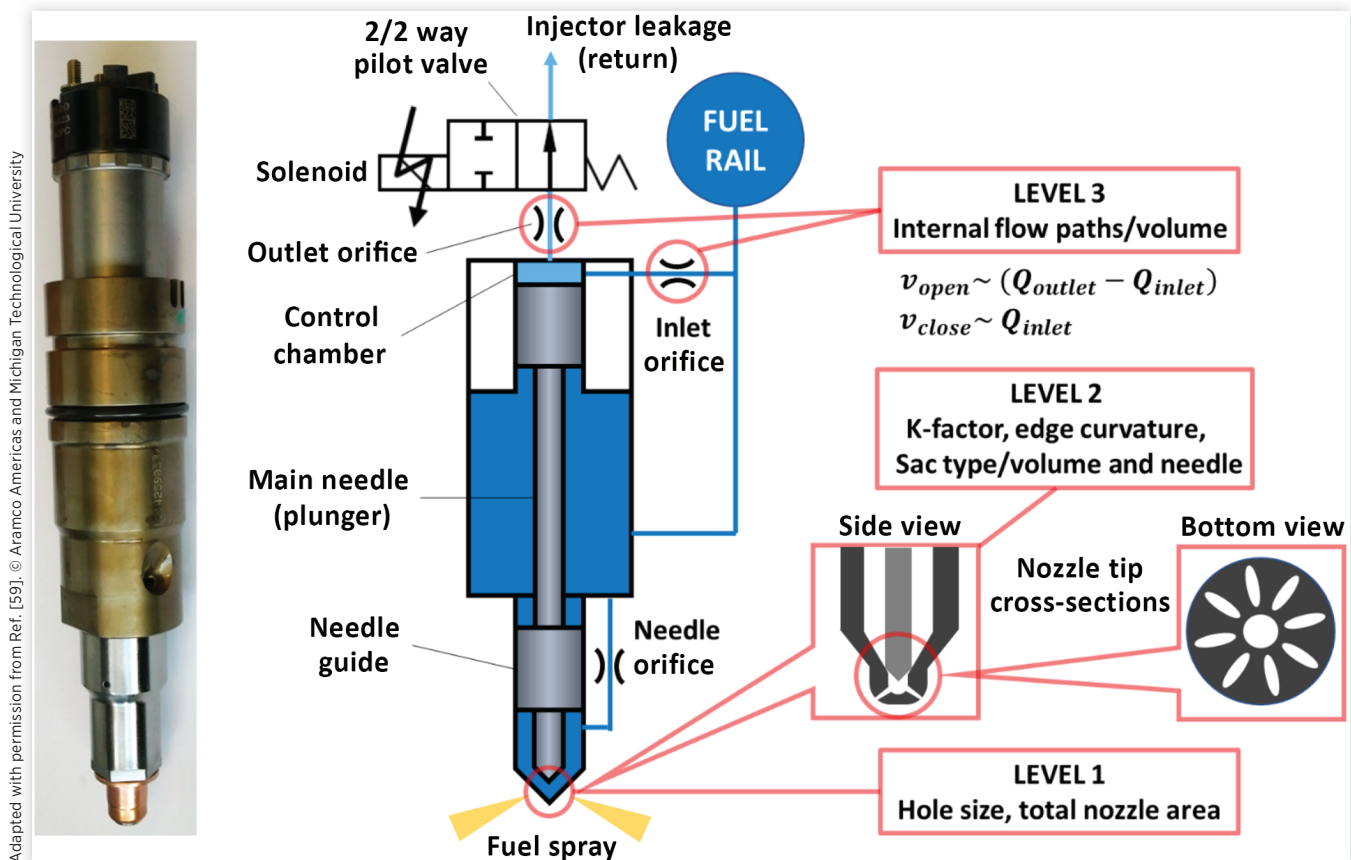 Adapted with permission from Ref. [59]. © Aramco Americas and Michigan Technological University
2/2 way
pilot valve
Injector leakage
(return)
FUEL
RAIL
Solenoid
Outlet orifice
Control
chamber
Inlet
orifice
LEVEL 3
Internal flow paths/volume
v_open ~ (Q_outlet − Q_inlet)
v_close ~ Q_inlet
LEVEL 2
K-factor, edge curvature,
Sac type/volume and needle
Main needle
(plunger)
Side view
Bottom view
Nozzle tip
cross-sections
Needle
guide
Needle
orifice
LEVEL 1
Hole size, total nozzle area
Fuel spray